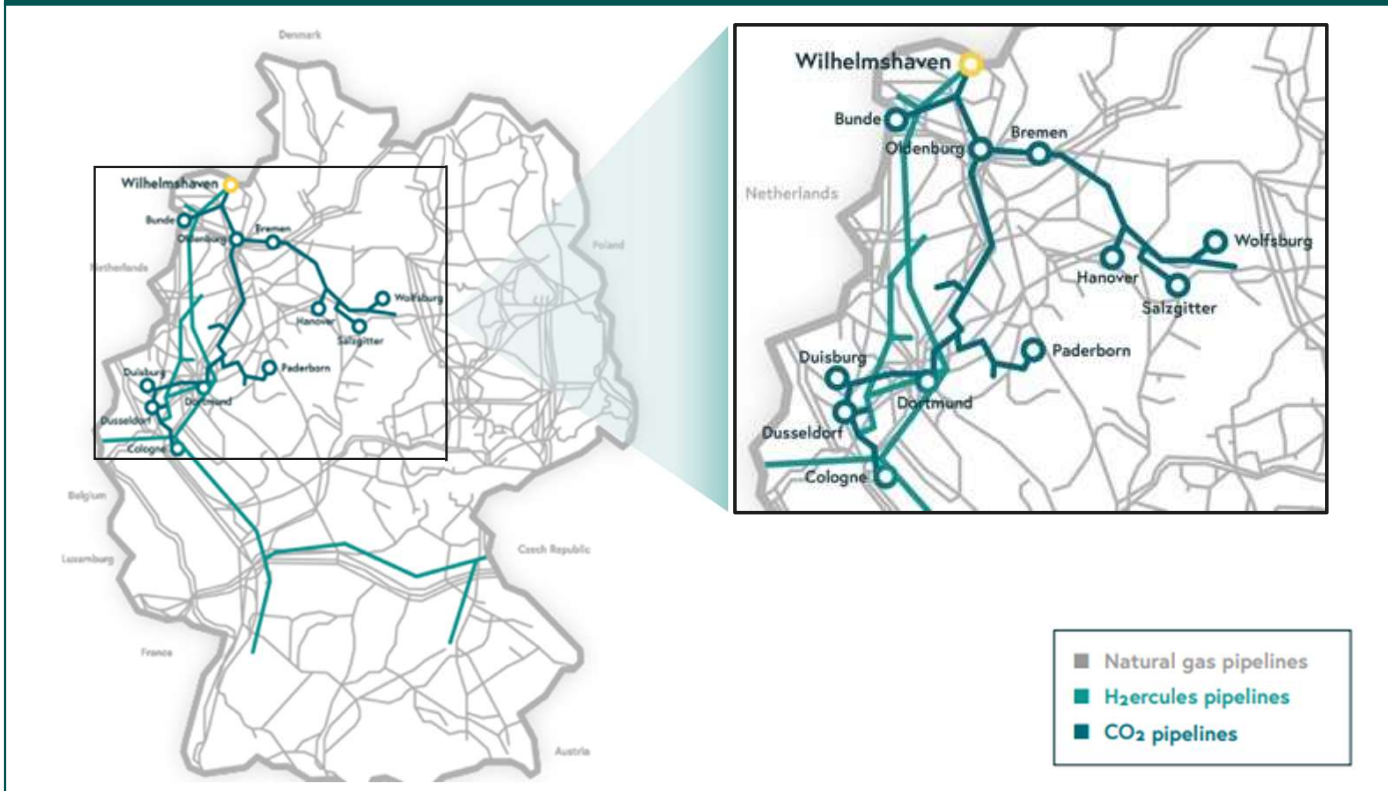 Denmark
Wilhelmshaven
Bunde
Oldenburg
Bremen
Netherlands
Poland
Wolfsburg
Hanover
Salzgitter
Duisburg
Paderborn
Dortmund
Dusseldorf
Cologne
Belgium
Luxemburg
Czech Republic
France
Austria
Wilhelmshaven
Bunde
Oldenburg
Bremen
Netherlands
Wolfsburg
Hanover
Salzgitter
Duisburg
Paderborn
Dortmund
Dusseldorf
Cologne
Natural gas pipelines
H2ercules pipelines
CO2 pipelines